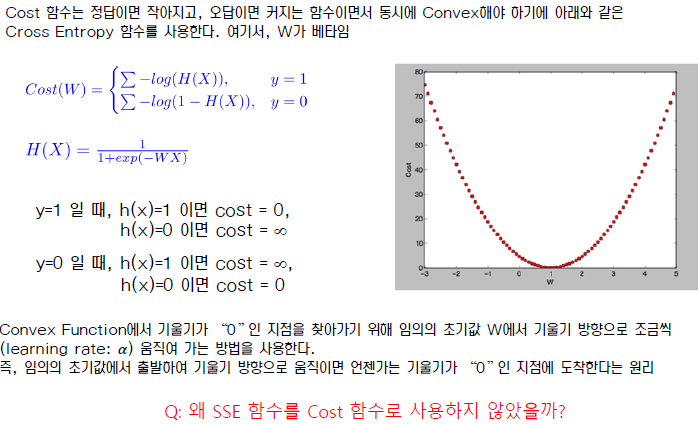 Cost 함수는 정답이면 작아지고, 오답이면 커지는 함수이면서 동시에 Convex해야 하기에 아래와 같은
Cross Entropy 함수를 사용한다. 여기서, W가 베타임
Cost(W) = { ∑ −log(H(X)), y = 1
∑ −log(1 − H(X)), y = 0
H(X) = 1 / 1+exp(−WX)
y=1 일 때, h(x)=1 이면 cost = 0,
h(x)=0 이면 cost = ∞
y=0 일 때, h(x)=1 이면 cost = ∞,
h(x)=0 이면 cost = 0
80
70
60
50
40
30
20
10
0
Cost
-3 -2 -1 0 1 2 3 4 5
W
Convex Function에서 기울기가 “0”인 지점을 찾아가기 위해 임의의 초기값 W에서 기울기 방향으로 조금씩
(learning rate: α) 움직여 가는 방법을 사용한다.
즉, 임의의 초기값에서 출발하여 기울기 방향으로 움직이면 언젠가는 기울기가 “0”인 지점에 도착한다는 원리
Q: 왜 SSE 함수를 Cost 함수로 사용하지 않았을까?